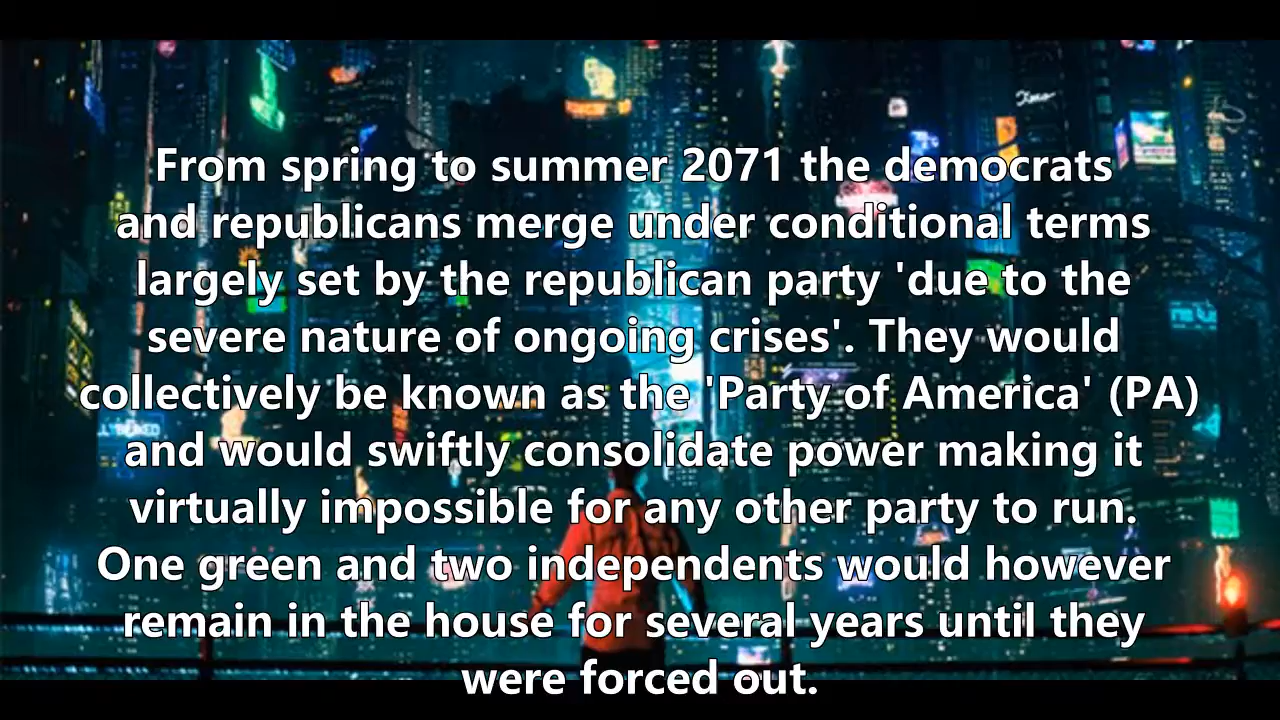 From spring to summer 2071 the democrats
and republicans merge under conditional terms
largely set by the republican party 'due to the
severe nature of ongoing crises'. They would
collectively be known as the 'Party of America' (PA)
and would swiftly consolidate power making it
virtually impossible for any other party to run.
One green and two independents would however
remain in the house for several years until they
were forced out.